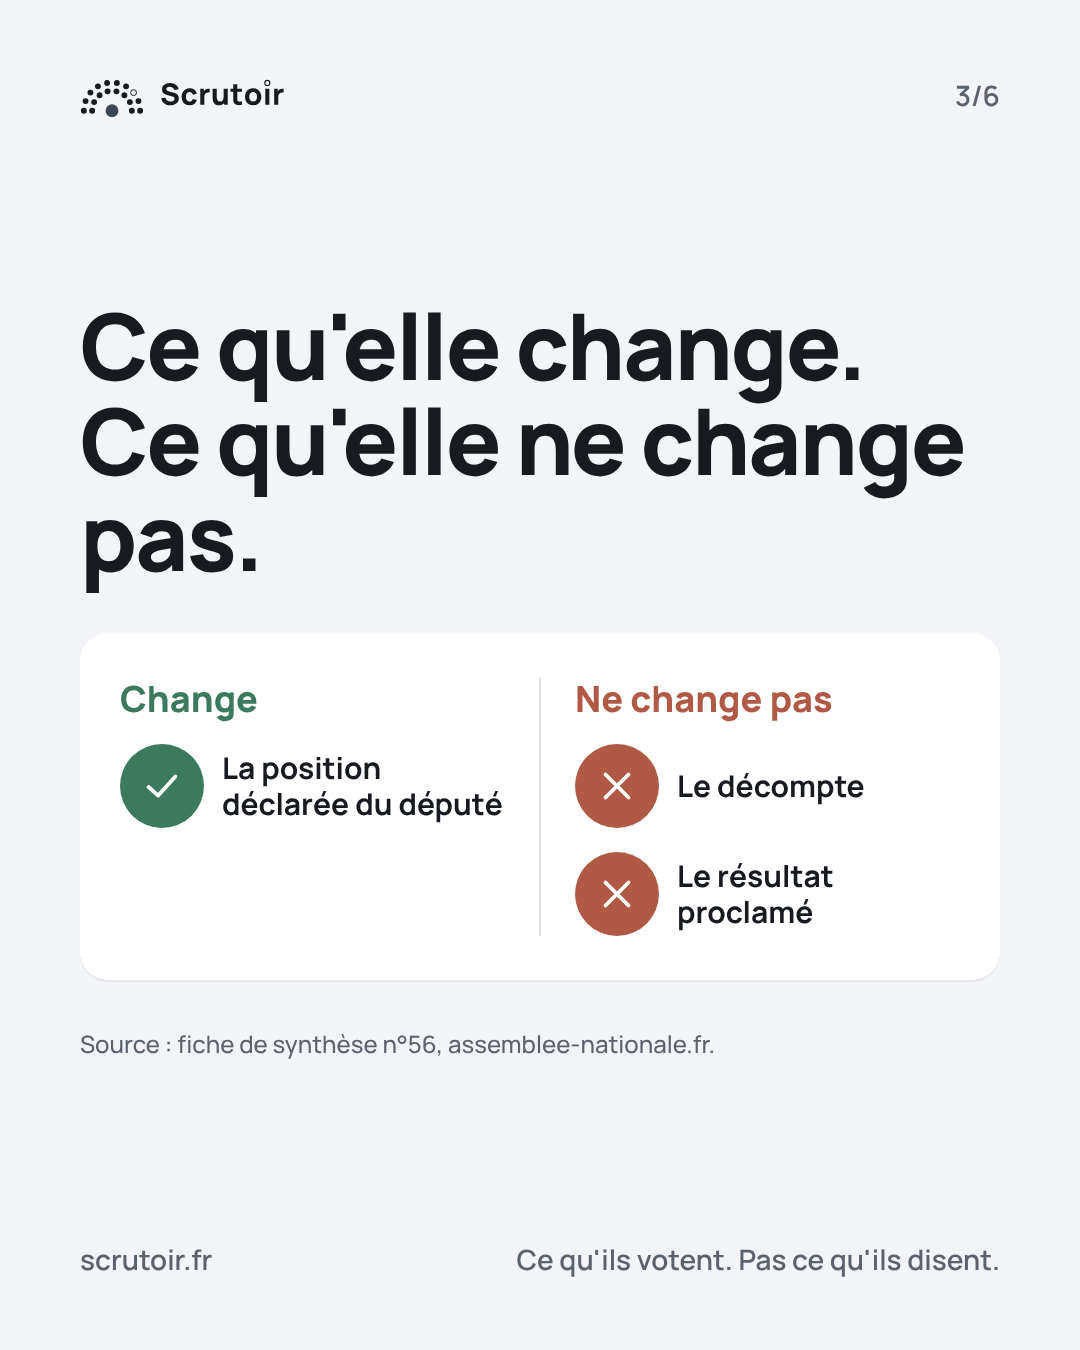 Scrutoir
3/6
Ce qu'elle change.
Ce qu'elle ne change
pas.
Change
La position
déclarée du député
Ne change pas
Le décompte
Le résultat
proclamé
Source : fiche de synthèse n°56, assemblee-nationale.fr.
scrutoir.fr
Ce qu'ils votent. Pas ce qu'ils disent.